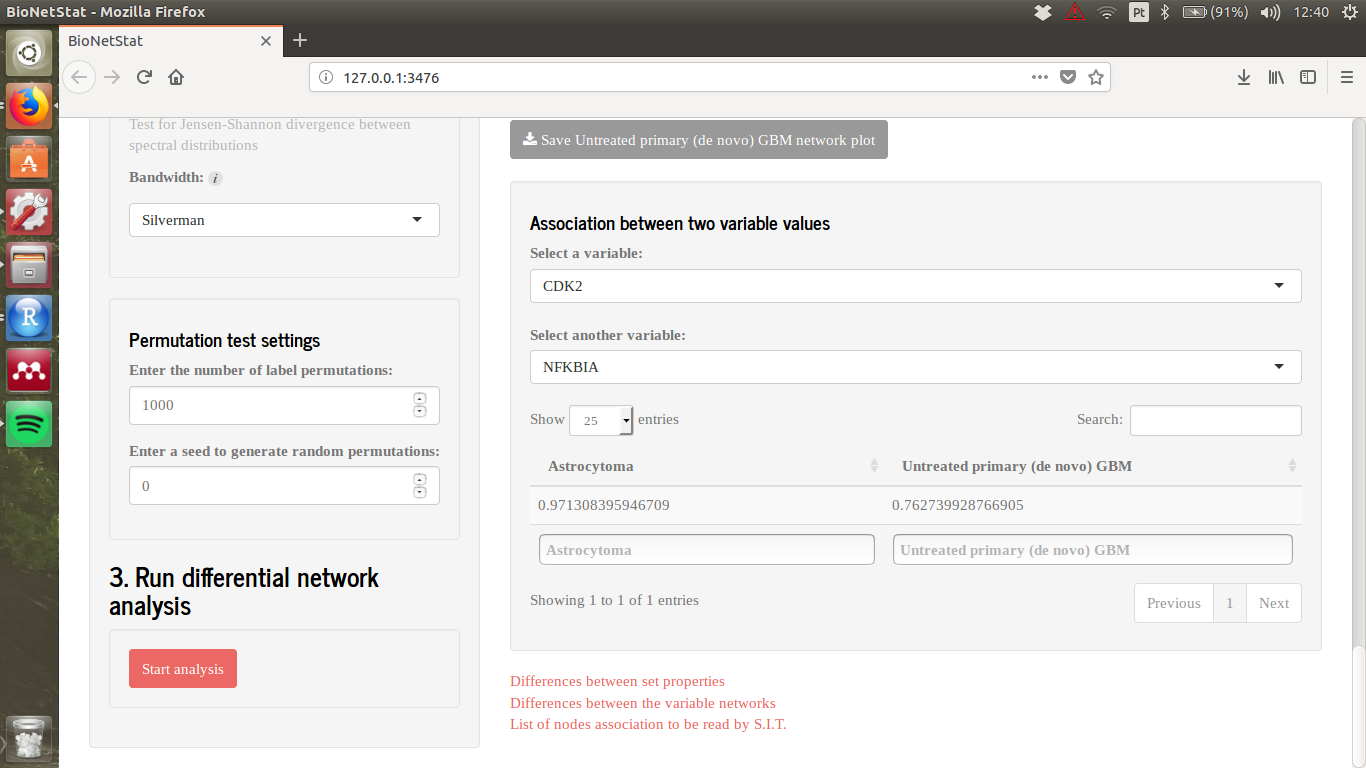 BioNetStat - Mozilla Firefox
Pt
(91%)
12:40
BioNetStat
127.0.0.1:3476
Test for Jensen-Shannon divergence between
spectral distributions
Bandwidth: i
Silverman
Permutation test settings
Enter the number of label permutations:
1000
Enter a seed to generate random permutations:
0
3. Run differential network
analysis
Start analysis
Save Untreated primary (de novo) GBM network plot
Association between two variable values
Select a variable:
CDK2
Select another variable:
NFKBIA
Show 25 entries
Search:
Astrocytoma Untreated primary (de novo) GBM
0.971308395946709 0.762739928766905
Astrocytoma Untreated primary (de novo) GBM
Showing 1 to 1 of 1 entries
Previous 1 Next
Differences between set properties
Differences between the variable networks
List of nodes association to be read by S.I.T.